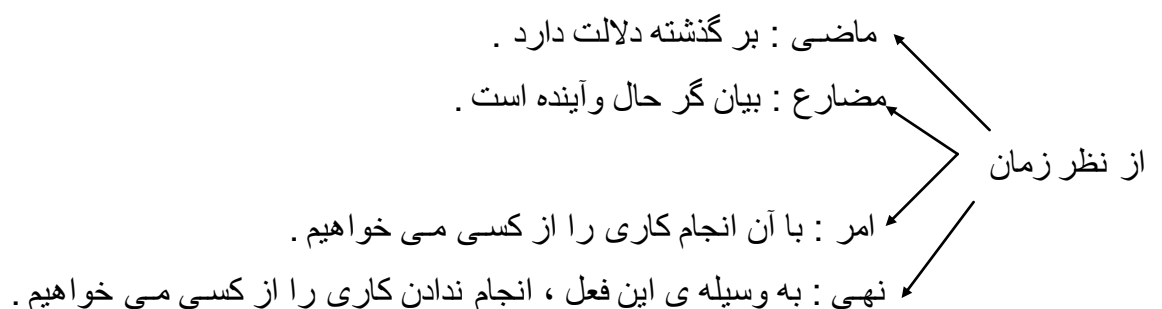 ماضی : بر گذشته دلالت دارد .
مضارع : بیان گر حال وآینده است .
از نظر زمان
امر : با آن انجام کاری را از کسی می خواهیم .
نهی : به وسیله ی این فعل ، انجام ندادن کاری را از کسی می خواهیم .